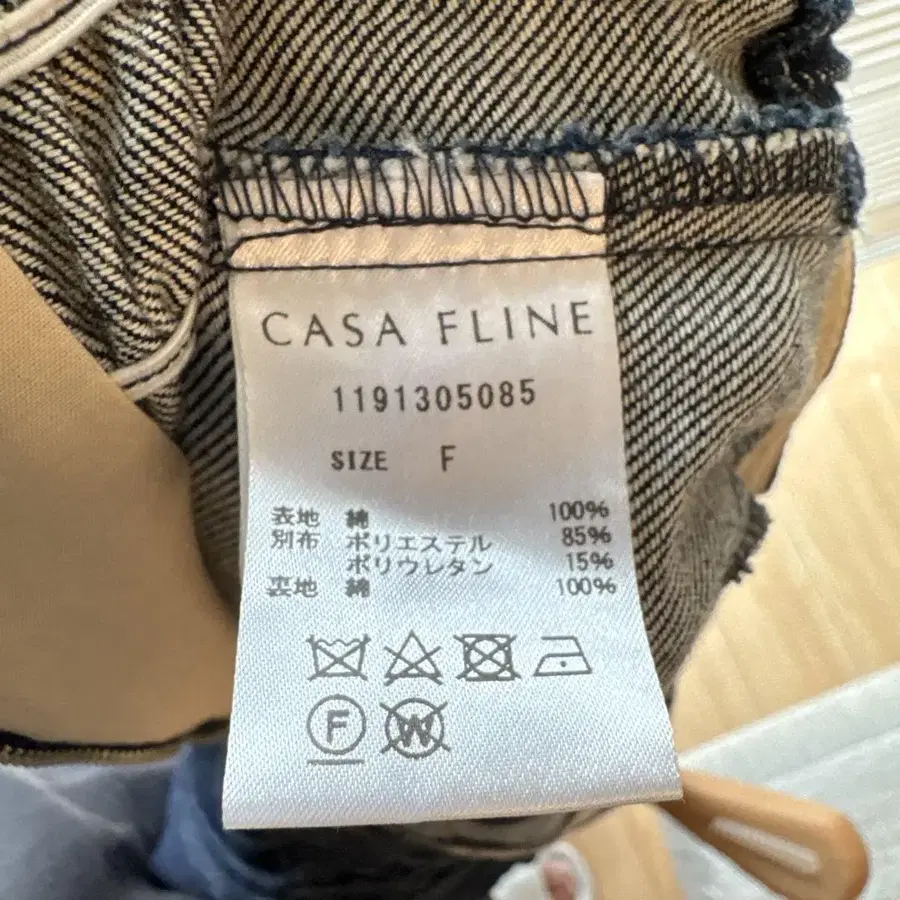 CASA FLINE
1191305085
SIZE F
表地 綿 100%
別布 ポリエステル 85%
ポリウレタン 15%
裏地 綿 100%
F
W